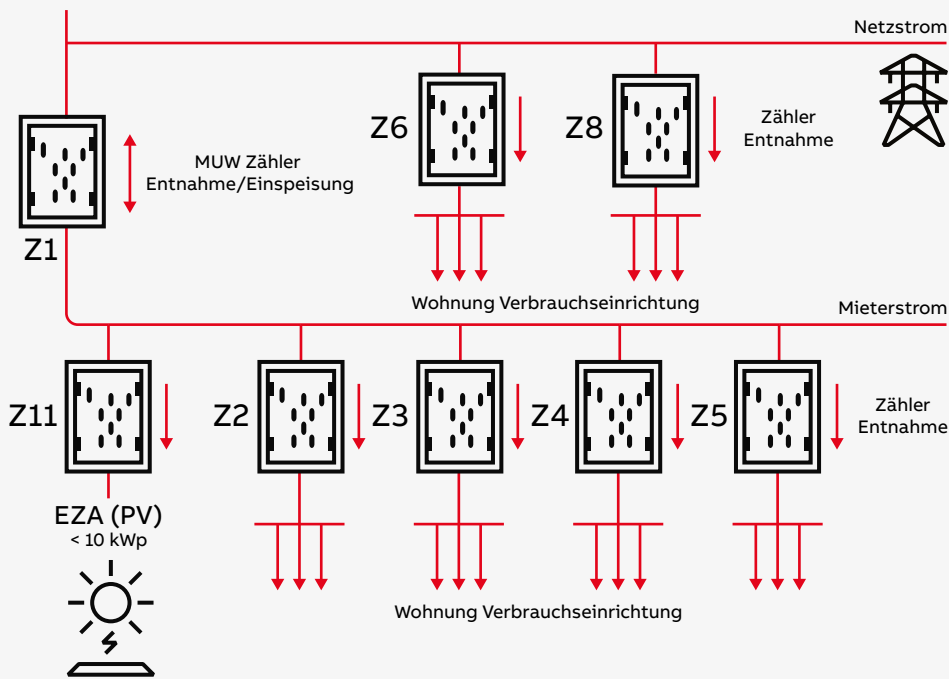 Netzstrom
Z6
Z8
Zähler
Entnahme
MUW Zähler
Entnahme/Einspeisung
Z1
Wohnung Verbrauchseinrichtung
Mieterstrom
Z11
Z2
Z3
Z4
Z5
Zähler
Entnahme
EZA (PV)
< 10 kWp
Wohnung Verbrauchseinrichtung